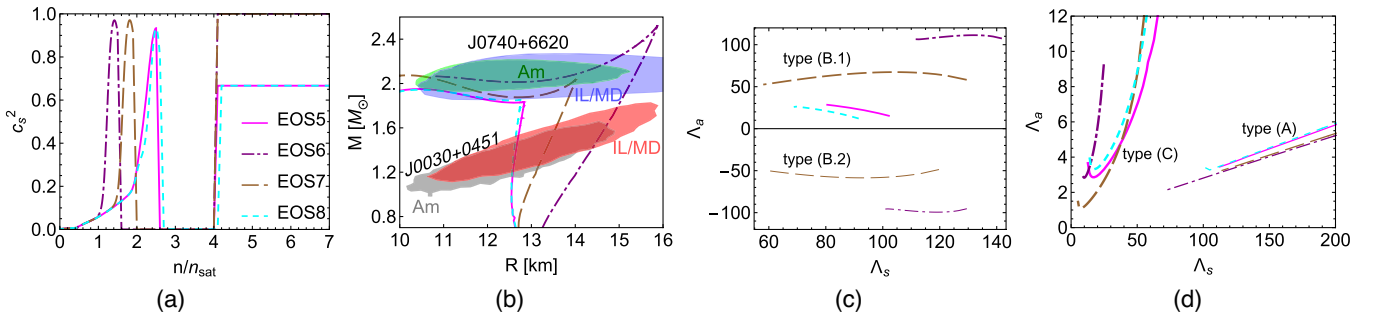 1.0
0.8
0.6
0.4
0.2
0.0
c_s^2
0 1 2 3 4 5 6 7
n/n_sat
EOS5
EOS6
EOS7
EOS8
(a)
2.4
2.0
1.6
1.2
0.8
M [M⊙]
10 11 12 13 14 15 16
R [km]
J0740+6620
Am
IL/MD
J0030+0451
IL/MD
Am
(b)
100
50
0
−50
−100
Λ_a
60 80 100 120 140
Λ_s
type (B.1)
type (B.2)
(c)
12
10
8
6
4
2
0
Λ_a
0 50 100 150 200
Λ_s
type (A)
type (C)
(d)